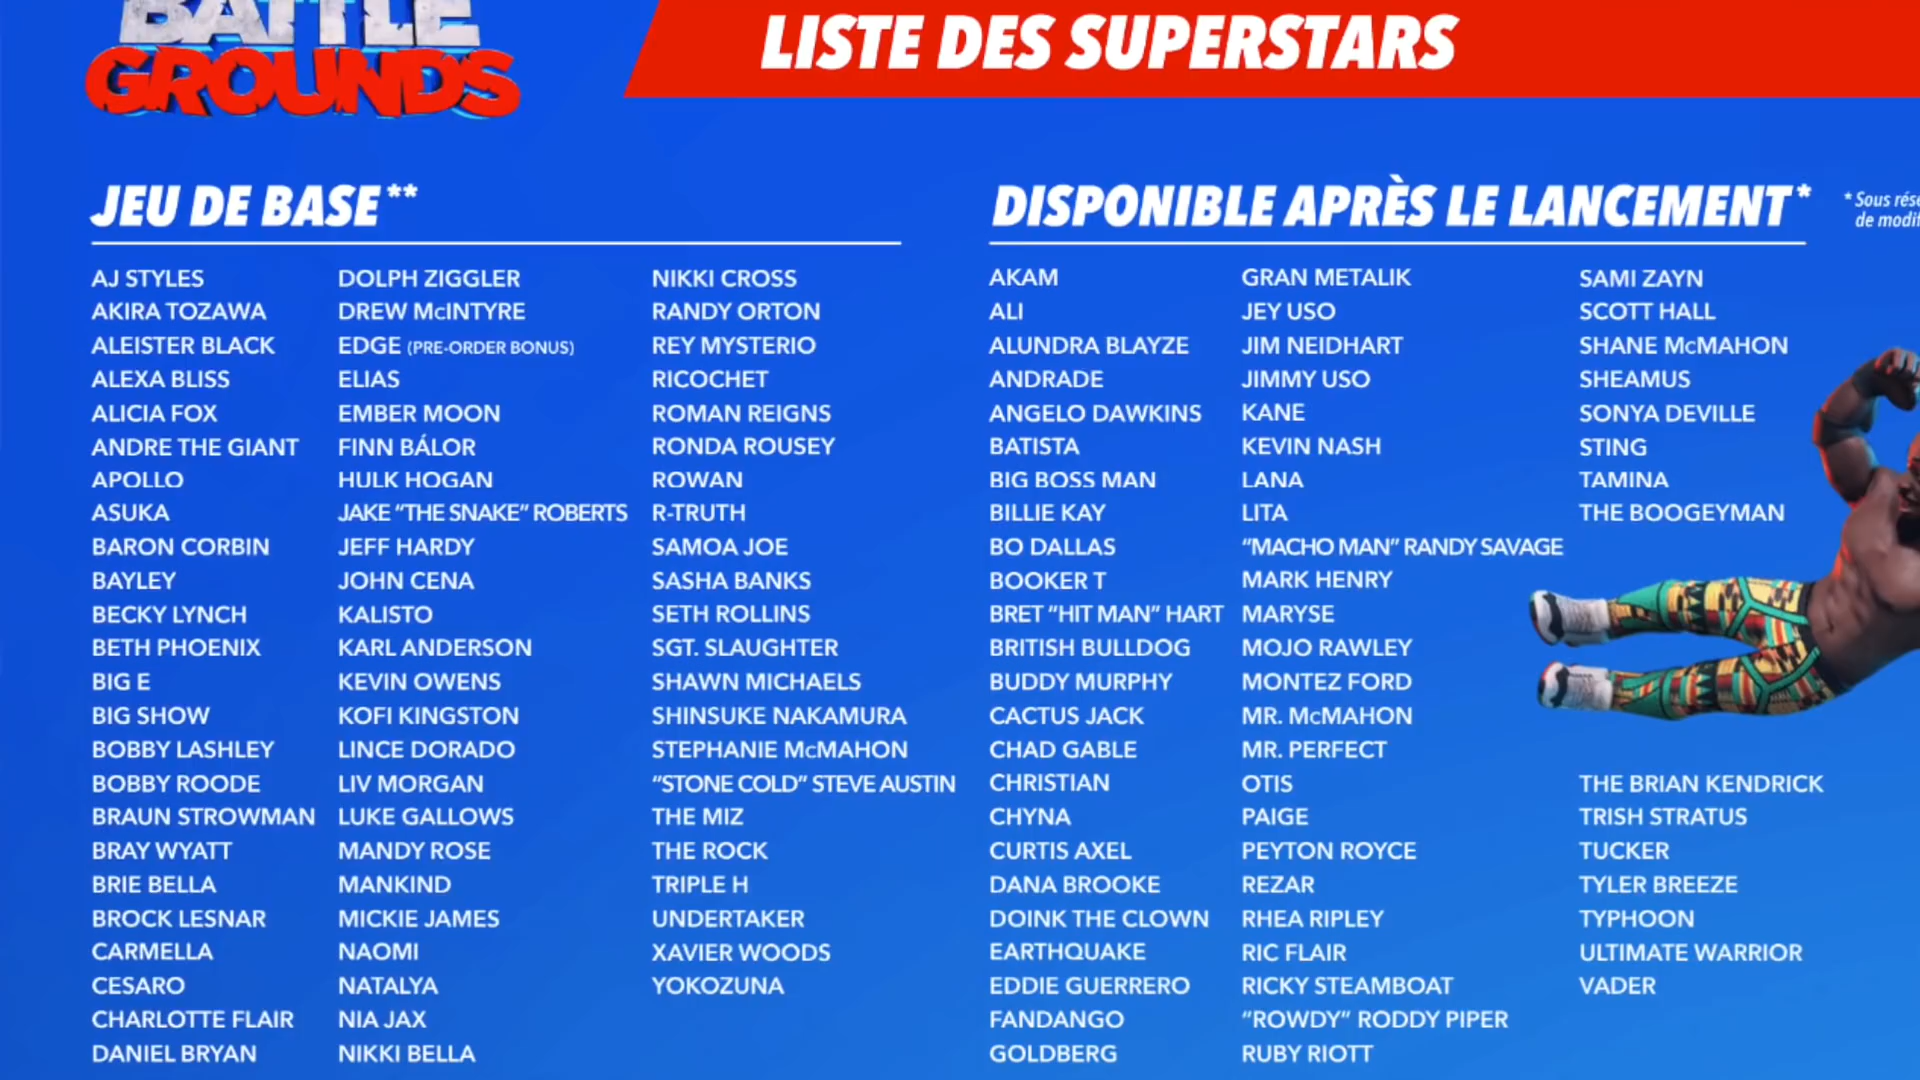 BATTLE
GROUNDS
LISTE DES SUPERSTARS
JEU DE BASE**
AJ STYLES
AKIRA TOZAWA
ALEISTER BLACK
ALEXA BLISS
ALICIA FOX
ANDRE THE GIANT
APOLLO
ASUKA
BARON CORBIN
BAYLEY
BECKY LYNCH
BETH PHOENIX
BIG E
BIG SHOW
BOBBY LASHLEY
BOBBY ROODE
BRAUN STROWMAN
BRAY WYATT
BRIE BELLA
BROCK LESNAR
CARMELLA
CESARO
CHARLOTTE FLAIR
DANIEL BRYAN
DOLPH ZIGGLER
DREW McINTYRE
EDGE (PRE-ORDER BONUS)
ELIAS
EMBER MOON
FINN BÁLOR
HULK HOGAN
JAKE “THE SNAKE” ROBERTS
JEFF HARDY
JOHN CENA
KALISTO
KARL ANDERSON
KEVIN OWENS
KOFI KINGSTON
LINCE DORADO
LIV MORGAN
LUKE GALLOWS
MANDY ROSE
MANKIND
MICKIE JAMES
NAOMI
NATALYA
NIA JAX
NIKKI BELLA
NIKKI CROSS
RANDY ORTON
REY MYSTERIO
RICOCHET
ROMAN REIGNS
RONDA ROUSEY
ROWAN
R-TRUTH
SAMOA JOE
SASHA BANKS
SETH ROLLINS
SGT. SLAUGHTER
SHAWN MICHAELS
SHINSUKE NAKAMURA
STEPHANIE McMAHON
“STONE COLD” STEVE AUSTIN
THE MIZ
THE ROCK
TRIPLE H
UNDERTAKER
XAVIER WOODS
YOKOZUNA
DISPONIBLE APRÈS LE LANCEMENT*
AKAM
ALI
ALUNDRA BLAYZE
ANDRADE
ANGELO DAWKINS
BATISTA
BIG BOSS MAN
BILLIE KAY
BO DALLAS
BOOKER T
BRET “HIT MAN” HART
BRITISH BULLDOG
BUDDY MURPHY
CACTUS JACK
CHAD GABLE
CHRISTIAN
CHYNA
CURTIS AXEL
DANA BROOKE
DOINK THE CLOWN
EARTHQUAKE
EDDIE GUERRERO
FANDANGO
GOLDBERG
GRAN METALIK
JEY USO
JIM NEIDHART
JIMMY USO
KANE
KEVIN NASH
LANA
LITA
“MACHO MAN” RANDY SAVAGE
MARK HENRY
MARYSE
MOJO RAWLEY
MONTEZ FORD
MR. McMAHON
MR. PERFECT
OTIS
PAIGE
PEYTON ROYCE
REZAR
RHEA RIPLEY
RIC FLAIR
RICKY STEAMBOAT
“ROWDY” RODDY PIPER
RUBY RIOTT
SAMI ZAYN
SCOTT HALL
SHANE McMAHON
SHEAMUS
SONYA DEVILLE
STING
TAMINA
THE BOOGEYMAN
THE BRIAN KENDRICK
TRISH STRATUS
TUCKER
TYLER BREEZE
TYPHOON
ULTIMATE WARRIOR
VADER
* Sous
de